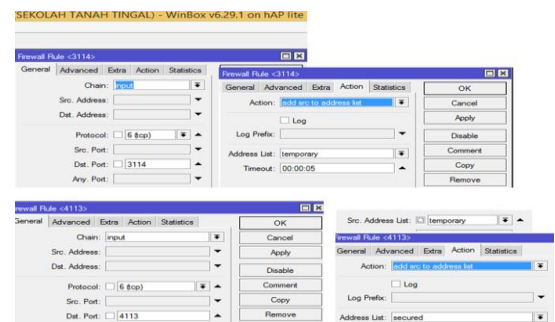 SEKOLAH TANAH TINGAL) - WinBox v6.29.1 on hAP lite
Firewall Rule <3114>
General Advanced Extra Action Statistics
Chain: input
Src. Address:
Dst. Address:
Protocol: 6 (tcp)
Src. Port:
Dst. Port: 3114
Any. Port:
Firewall Rule <3114>
General Advanced Extra Action Statistics
Action: add src to address list
Log
Log Prefix:
Address List: temporary
Timeout: 00:00:05
OK
Cancel
Apply
Disable
Comment
Copy
Remove
irewall Rule <4113>
General Advanced Extra Action Statistics
Chain: input
Src. Address:
Dst. Address:
Protocol: 6 (tcp)
Src. Port:
Dst. Port: 4113
OK
Cancel
Apply
Disable
Comment
Copy
Remove
Src. Address List: temporary
irewall Rule <4113>
General Advanced Extra Action Statistics
Action: add src to address list
Log
Log Prefix:
Address List: secured